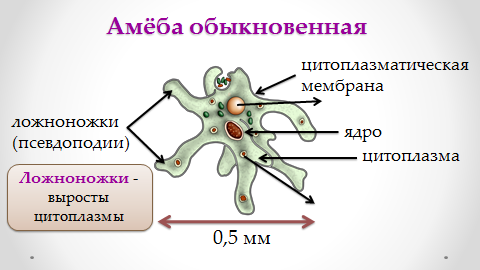 Амёба обыкновенная
цитоплазматическая
мембрана
ложноножки
(псевдоподии)
ядро
цитоплазма
Ложноножки -
выросты
цитоплазмы
0,5 мм